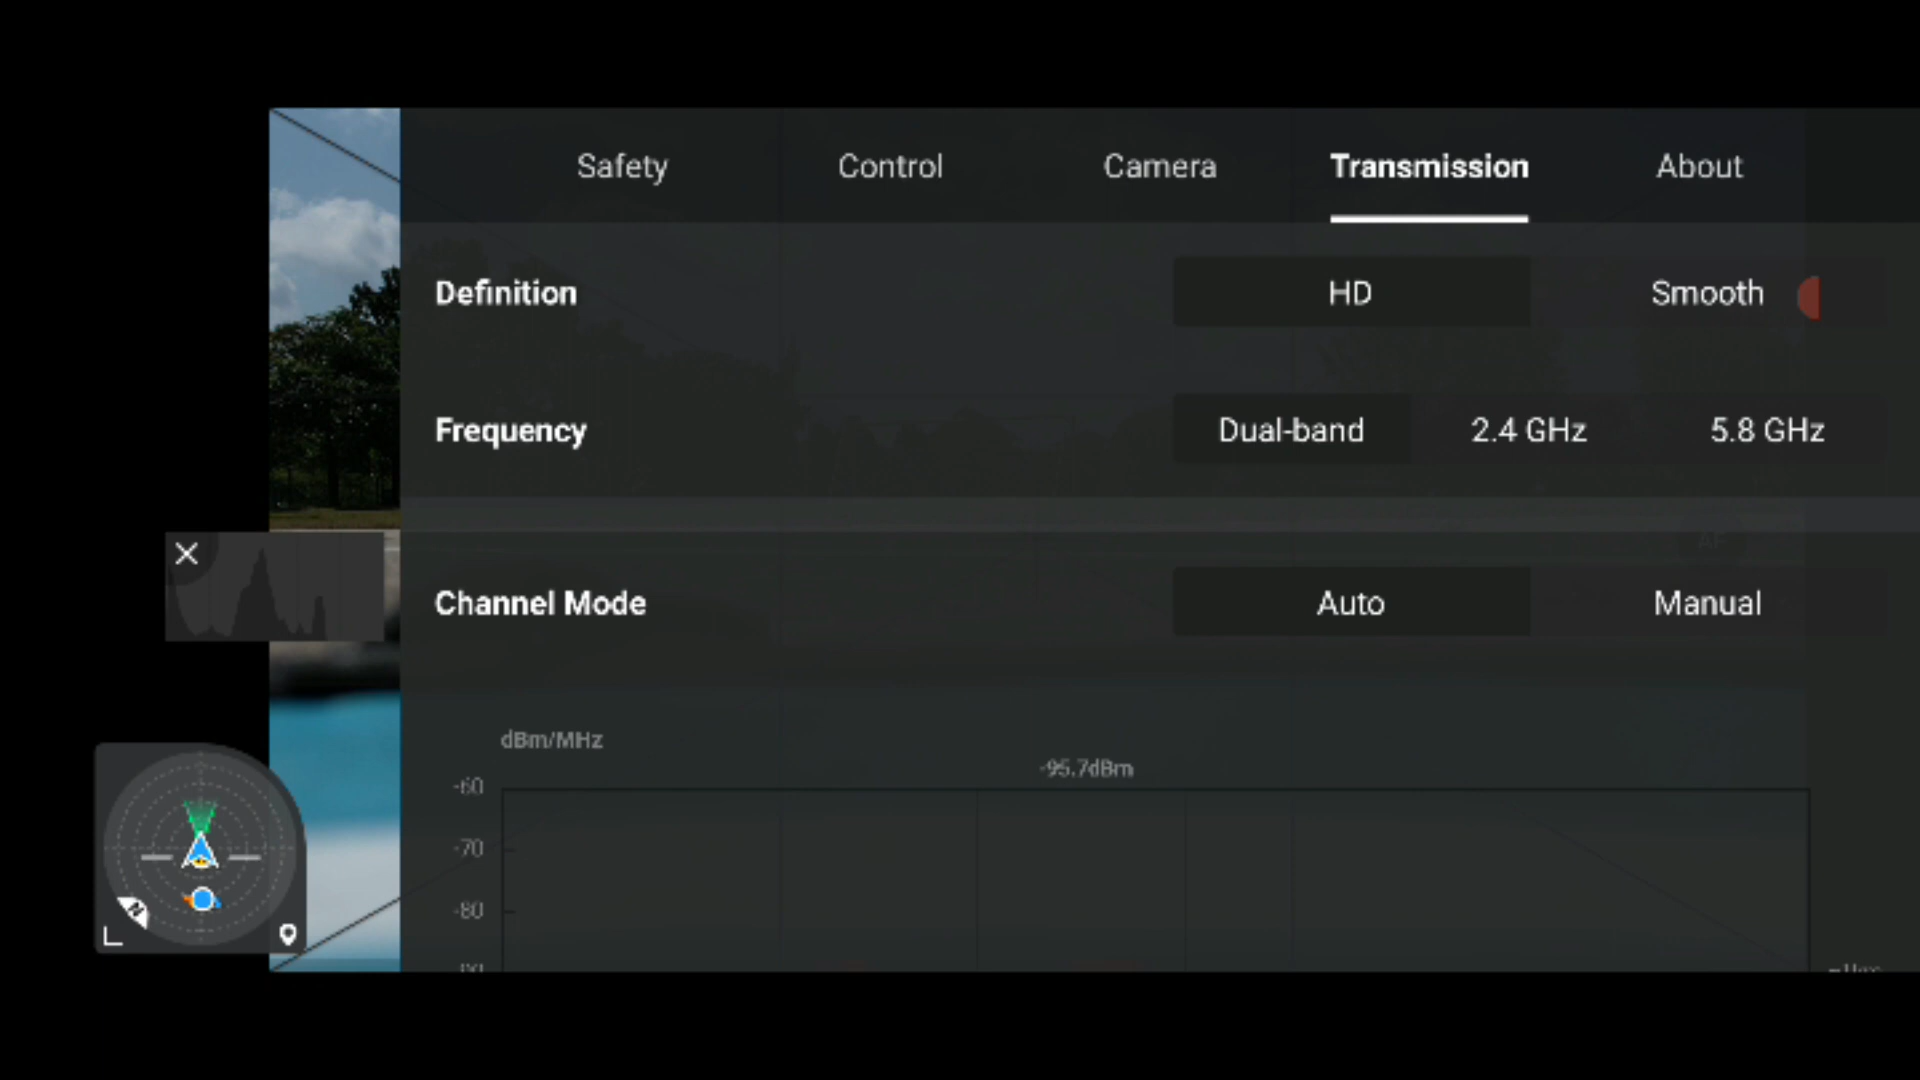 Safety Control Camera Transmission About
Definition HD Smooth
Frequency Dual-band 2.4 GHz 5.8 GHz
Channel Mode Auto Manual
dBm/MHz
-95.7dBm
-60
-70
-80
N